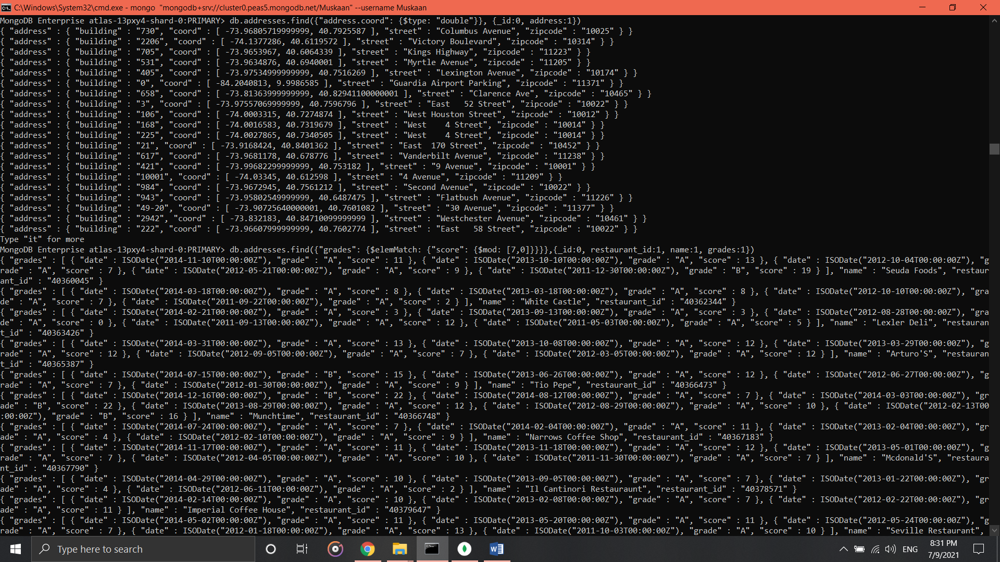 C:\Windows\System32\cmd.exe - mongo  "mongodb+srv://cluster0.peas5.mongodb.net/Muskaan" --username Muskaan
MongoDB Enterprise atlas-13pxy4-shard-0:PRIMARY> db.addresses.find({"address.coord": {$type: "double"}}, {_id:0, address:1})
{ "address" : { "building" : "730", "coord" : [ -73.96805719999999, 40.7925587 ], "street" : "Columbus Avenue", "zipcode" : "10025" } }
{ "address" : { "building" : "2206", "coord" : [ -74.1377286, 40.6119572 ], "street" : "Victory Boulevard", "zipcode" : "10314" } }
{ "address" : { "building" : "705", "coord" : [ -73.9653967, 40.6064339 ], "street" : "Kings Highway", "zipcode" : "11223" } }
{ "address" : { "building" : "531", "coord" : [ -73.9634876, 40.6940001 ], "street" : "Myrtle Avenue", "zipcode" : "11205" } }
{ "address" : { "building" : "405", "coord" : [ -73.97534999999999, 40.7516269 ], "street" : "Lexington Avenue", "zipcode" : "10174" } }
{ "address" : { "building" : "0", "coord" : [ -84.2040813, 9.9986585 ], "street" : "Guardia Airport Parking", "zipcode" : "11371" } }
{ "address" : { "building" : "658", "coord" : [ -73.81363999999999, 40.82941100000001 ], "street" : "Clarence Ave", "zipcode" : "10465" } }
{ "address" : { "building" : "3", "coord" : [ -73.97557069999999, 40.7596796 ], "street" : "East   52 Street", "zipcode" : "10022" } }
{ "address" : { "building" : "106", "coord" : [ -74.0003315, 40.7274874 ], "street" : "West Houston Street", "zipcode" : "10012" } }
{ "address" : { "building" : "168", "coord" : [ -74.0016583, 40.7319679 ], "street" : "West    4 Street", "zipcode" : "10014" } }
{ "address" : { "building" : "225", "coord" : [ -74.0027865, 40.7340505 ], "street" : "West    4 Street", "zipcode" : "10014" } }
{ "address" : { "building" : "21", "coord" : [ -73.9168424, 40.8401362 ], "street" : "East  170 Street", "zipcode" : "10452" } }
{ "address" : { "building" : "617", "coord" : [ -73.9681178, 40.678776 ], "street" : "Vanderbilt Avenue", "zipcode" : "11238" } }
{ "address" : { "building" : "421", "coord" : [ -73.99682299999999, 40.753182 ], "street" : "9 Avenue", "zipcode" : "10001" } }
{ "address" : { "building" : "10001", "coord" : [ -74.03345, 40.612598 ], "street" : "4 Avenue", "zipcode" : "11209" } }
{ "address" : { "building" : "984", "coord" : [ -73.9672945, 40.7561212 ], "street" : "Second Avenue", "zipcode" : "10022" } }
{ "address" : { "building" : "943", "coord" : [ -73.95802549999999, 40.6487475 ], "street" : "Flatbush Avenue", "zipcode" : "11226" } }
{ "address" : { "building" : "49-20", "coord" : [ -73.90725640000001, 40.7601082 ], "street" : "30 Avenue", "zipcode" : "11377" } }
{ "address" : { "building" : "2942", "coord" : [ -73.832183, 40.84710099999999 ], "street" : "Westchester Avenue", "zipcode" : "10461" } }
{ "address" : { "building" : "222", "coord" : [ -73.96607999999999, 40.7602774 ], "street" : "East   58 Street", "zipcode" : "10022" } }
Type "it" for more
MongoDB Enterprise atlas-13pxy4-shard-0:PRIMARY> db.addresses.find({"grades": {$elemMatch: {"score": {$mod: [7,0]}}}},{_id:0, restaurant_id:1, name:1, grades:1})
{ "grades" : [ { "date" : ISODate("2014-11-10T00:00:00Z"), "grade" : "A", "score" : 11 }, { "date" : ISODate("2013-10-10T00:00:00Z"), "grade" : "A", "score" : 13 }, { "date" : ISODate("2012-10-04T00:00:00Z"), "g
rade" : "A", "score" : 7 }, { "date" : ISODate("2012-05-21T00:00:00Z"), "grade" : "A", "score" : 9 }, { "date" : ISODate("2011-12-30T00:00:00Z"), "grade" : "B", "score" : 19 } ], "name" : "Seuda Foods", "restaur
ant_id" : "40360045" }
{ "grades" : [ { "date" : ISODate("2014-03-18T00:00:00Z"), "grade" : "A", "score" : 8 }, { "date" : ISODate("2013-03-18T00:00:00Z"), "grade" : "A", "score" : 8 }, { "date" : ISODate("2012-10-10T00:00:00Z"), "gra
de" : "A", "score" : 7 }, { "date" : ISODate("2011-09-22T00:00:00Z"), "grade" : "A", "score" : 2 } ], "name" : "White Castle", "restaurant_id" : "40362344" }
{ "grades" : [ { "date" : ISODate("2014-02-21T00:00:00Z"), "grade" : "A", "score" : 3 }, { "date" : ISODate("2013-09-13T00:00:00Z"), "grade" : "A", "score" : 3 }, { "date" : ISODate("2012-08-28T00:00:00Z"), "gra
de" : "A", "score" : 0 }, { "date" : ISODate("2011-09-13T00:00:00Z"), "grade" : "A", "score" : 12 }, { "date" : ISODate("2011-05-03T00:00:00Z"), "grade" : "A", "score" : 5 } ], "name" : "Lexler Deli", "restauran
t_id" : "40363426" }
{ "grades" : [ { "date" : ISODate("2014-03-31T00:00:00Z"), "grade" : "A", "score" : 13 }, { "date" : ISODate("2013-10-08T00:00:00Z"), "grade" : "A", "score" : 12 }, { "date" : ISODate("2013-03-29T00:00:00Z"), "g
rade" : "A", "score" : 12 }, { "date" : ISODate("2012-09-05T00:00:00Z"), "grade" : "A", "score" : 7 }, { "date" : ISODate("2012-03-05T00:00:00Z"), "grade" : "A", "score" : 12 } ], "name" : "Arturo'S", "restauran
t_id" : "40365387" }
{ "grades" : [ { "date" : ISODate("2014-07-15T00:00:00Z"), "grade" : "B", "score" : 15 }, { "date" : ISODate("2013-06-26T00:00:00Z"), "grade" : "A", "score" : 12 }, { "date" : ISODate("2012-06-27T00:00:00Z"), "g
rade" : "A", "score" : 7 }, { "date" : ISODate("2012-01-30T00:00:00Z"), "grade" : "A", "score" : 9 } ], "name" : "Tio Pepe", "restaurant_id" : "40366473" }
{ "grades" : [ { "date" : ISODate("2014-12-16T00:00:00Z"), "grade" : "B", "score" : 22 }, { "date" : ISODate("2014-08-12T00:00:00Z"), "grade" : "A", "score" : 7 }, { "date" : ISODate("2014-03-03T00:00:00Z"), "gr
ade" : "B", "score" : 22 }, { "date" : ISODate("2013-08-29T00:00:00Z"), "grade" : "A", "score" : 12 }, { "date" : ISODate("2012-08-29T00:00:00Z"), "grade" : "A", "score" : 10 }, { "date" : ISODate("2012-02-13T00
:00:00Z"), "grade" : "B", "score" : 16 } ], "name" : "Munchtime", "restaurant_id" : "40366748" }
{ "grades" : [ { "date" : ISODate("2014-07-24T00:00:00Z"), "grade" : "A", "score" : 7 }, { "date" : ISODate("2014-02-04T00:00:00Z"), "grade" : "A", "score" : 11 }, { "date" : ISODate("2013-02-04T00:00:00Z"), "gr
ade" : "A", "score" : 4 }, { "date" : ISODate("2012-02-10T00:00:00Z"), "grade" : "A", "score" : 9 } ], "name" : "Narrows Coffee Shop", "restaurant_id" : "40367183" }
{ "grades" : [ { "date" : ISODate("2014-11-17T00:00:00Z"), "grade" : "A", "score" : 11 }, { "date" : ISODate("2013-11-18T00:00:00Z"), "grade" : "A", "score" : 12 }, { "date" : ISODate("2013-05-01T00:00:00Z"), "g
rade" : "A", "score" : 7 }, { "date" : ISODate("2012-04-05T00:00:00Z"), "grade" : "A", "score" : 10 }, { "date" : ISODate("2011-11-30T00:00:00Z"), "grade" : "A", "score" : 7 } ], "name" : "Mcdonald'S", "restaura
nt_id" : "40367790" }
{ "grades" : [ { "date" : ISODate("2014-04-29T00:00:00Z"), "grade" : "A", "score" : 10 }, { "date" : ISODate("2013-09-05T00:00:00Z"), "grade" : "A", "score" : 7 }, { "date" : ISODate("2013-01-22T00:00:00Z"), "gr
ade" : "A", "score" : 4 }, { "date" : ISODate("2012-06-11T00:00:00Z"), "grade" : "A", "score" : 2 } ], "name" : "Il Cantinori Restauraunt", "restaurant_id" : "40378571" }
{ "grades" : [ { "date" : ISODate("2014-02-14T00:00:00Z"), "grade" : "A", "score" : 10 }, { "date" : ISODate("2013-02-08T00:00:00Z"), "grade" : "A", "score" : 7 }, { "date" : ISODate("2012-02-22T00:00:00Z"), "gr
ade" : "A", "score" : 11 } ], "name" : "Imperial Coffee House", "restaurant_id" : "40379647" }
{ "grades" : [ { "date" : ISODate("2014-05-02T00:00:00Z"), "grade" : "A", "score" : 11 }, { "date" : ISODate("2013-05-20T00:00:00Z"), "grade" : "A", "score" : 11 }, { "date" : ISODate("2012-05-24T00:00:00Z"), "g
rade" : "A", "score" : 7 }, { "date" : ISODate("2012-01-18T00:00:00Z"), "grade" : "A", "score" : 13 }, { "date" : ISODate("2011-10-03T00:00:00Z"), "grade" : "A", "score" : 10 } ], "name" : "Seville Restaurant",
Type here to search
ENG
8:31 PM
7/9/2021